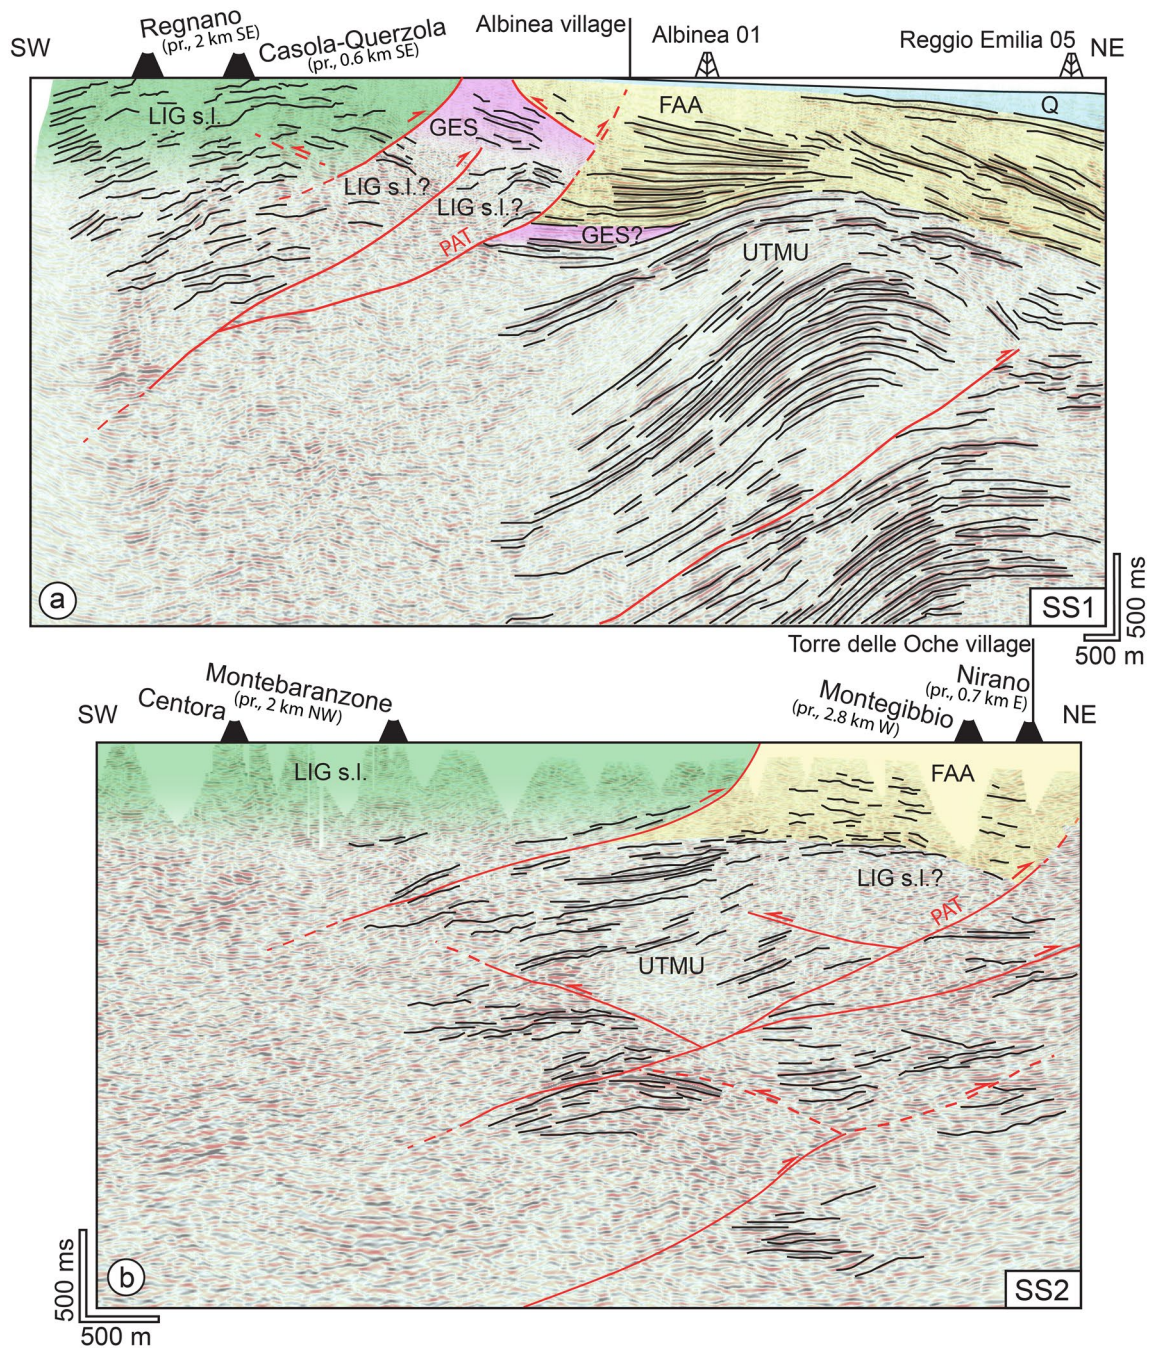 SW
Regnano
(pr., 2 km SE)
Casola-Querzola
(pr., 0.6 km SE)
Albinea village
Albinea 01
Reggio Emilia 05
NE
LIG s.l.
GES
FAA
Q
LIG s.l.?
LIG s.l.?
PAT
GES?
UTMU
a
SS1
500 ms
500 m
Torre delle Oche village
SW
Centora
Montebaranzone
(pr., 2 km NW)
Montegibbio
(pr., 2.8 km W)
Nirano
(pr., 0.7 km E)
NE
LIG s.l.
FAA
LIG s.l.?
PAT
UTMU
b
SS2
500 ms
500 m